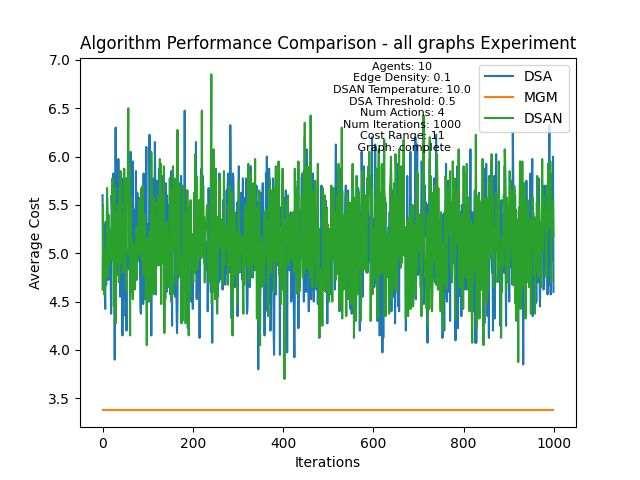 Algorithm Performance Comparison - all graphs Experiment
Agents: 10
Edge Density: 0.1
DSAN Temperature: 10.0
DSA Threshold: 0.5
Num Actions: 4
Num Iterations: 1000
Cost Range: 11
Graph: complete
DSA
MGM
DSAN
Average Cost
7.0
6.5
6.0
5.5
5.0
4.5
4.0
3.5
0
200
400
600
800
1000
Iterations